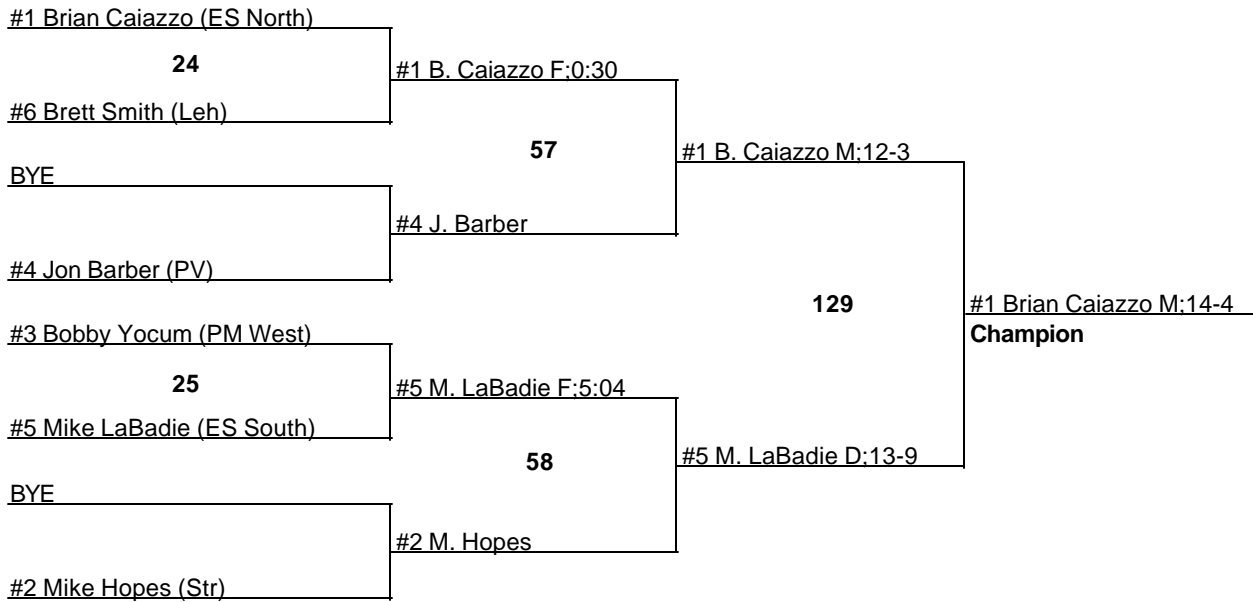 #1 Brian Caiazzo (ES North)
24
#1 B. Caiazzo F;0:30
#6 Brett Smith (Leh)
57
#1 B. Caiazzo M;12-3
BYE
#4 J. Barber
#4 Jon Barber (PV)
129
#1 Brian Caiazzo M;14-4
Champion
#3 Bobby Yocum (PM West)
25
#5 M. LaBadie F;5:04
#5 Mike LaBadie (ES South)
58
#5 M. LaBadie D;13-9
BYE
#2 M. Hopes
#2 Mike Hopes (Str)